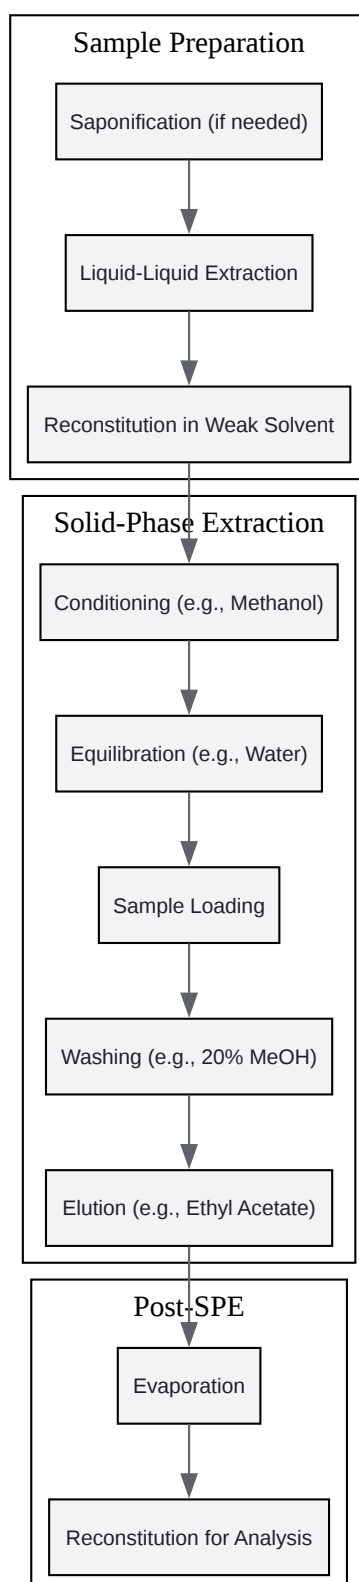 Sample Preparation
Saponification (if needed)
Liquid-Liquid Extraction
Reconstitution in Weak Solvent
Solid-Phase Extraction
Conditioning (e.g., Methanol)
Equilibration (e.g., Water)
Sample Loading
Washing (e.g., 20% MeOH)
Elution (e.g., Ethyl Acetate)
Post-SPE
Evaporation
Reconstitution for Analysis